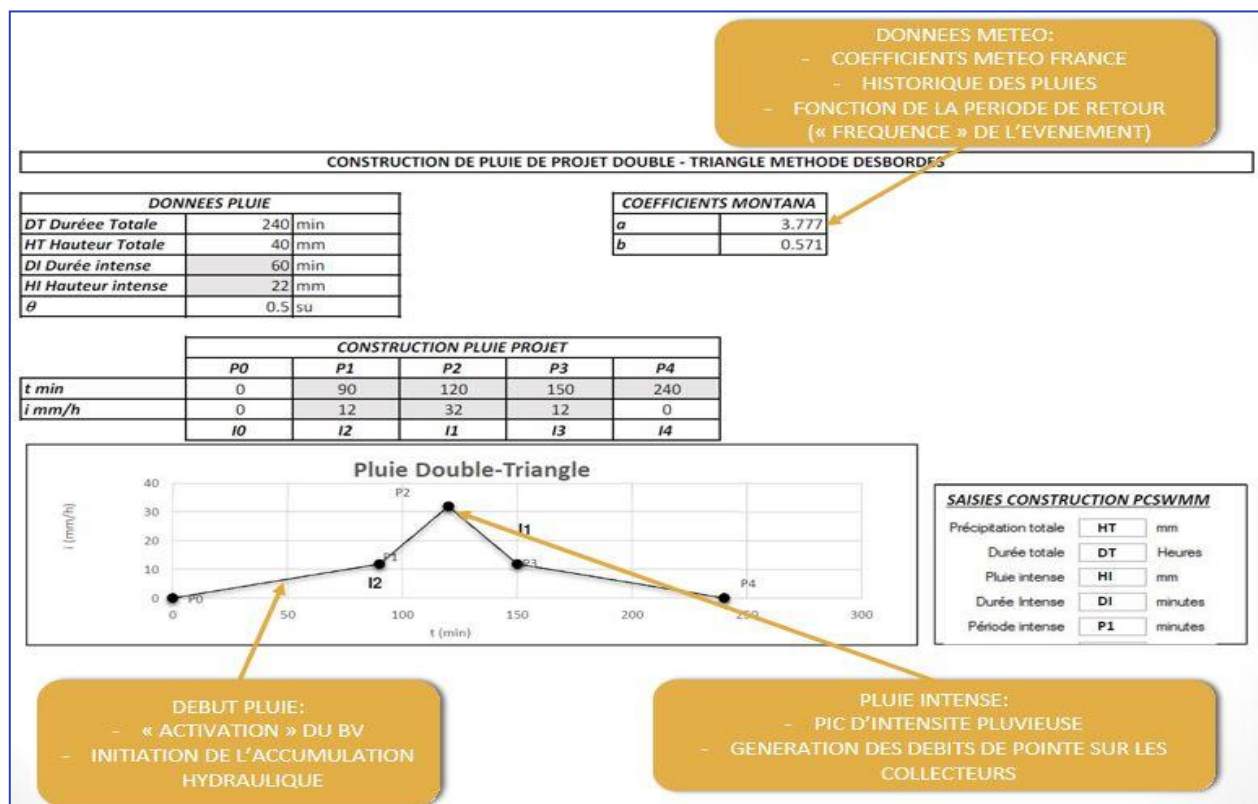 DONNEES METEO:
- COEFFICIENTS METEO FRANCE
- HISTORIQUE DES PLUIES
- FONCTION DE LA PERIODE DE RETOUR
(« FREQUENCE » DE L'EVENEMENT)
CONSTRUCTION DE PLUIE DE PROJET DOUBLE - TRIANGLE METHODE DESBORDES
DONNEES PLUIE
DT Duréee Totale 240 min
HT Hauteur Totale 40 mm
DI Durée intense 60 min
HI Hauteur intense 22 mm
θ 0.5 su
COEFFICIENTS MONTANA
a 3.777
b 0.571
CONSTRUCTION PLUIE PROJET
P0 P1 P2 P3 P4
t min 0 90 120 150 240
i mm/h 0 12 32 12 0
I0 I2 I1 I3 I4
Pluie Double-Triangle
i (mm/h)
40
30
20
10
0
P0
P1
P2
P3
P4
I2
I1
0 50 100 150 200 250 300
t (min)
SAISIES CONSTRUCTION PCSWMM
Précipitation totale HT mm
Durée totale DT Heures
Pluie intense HI mm
Durée Intense DI minutes
Période intense P1 minutes
DEBUT PLUIE:
- « ACTIVATION » DU BV
- INITIATION DE L'ACCUMULATION
HYDRAULIQUE
PLUIE INTENSE:
- PIC D'INTENSITE PLUVIEUSE
- GENERATION DES DEBITS DE POINTE SUR LES
COLLECTEURS